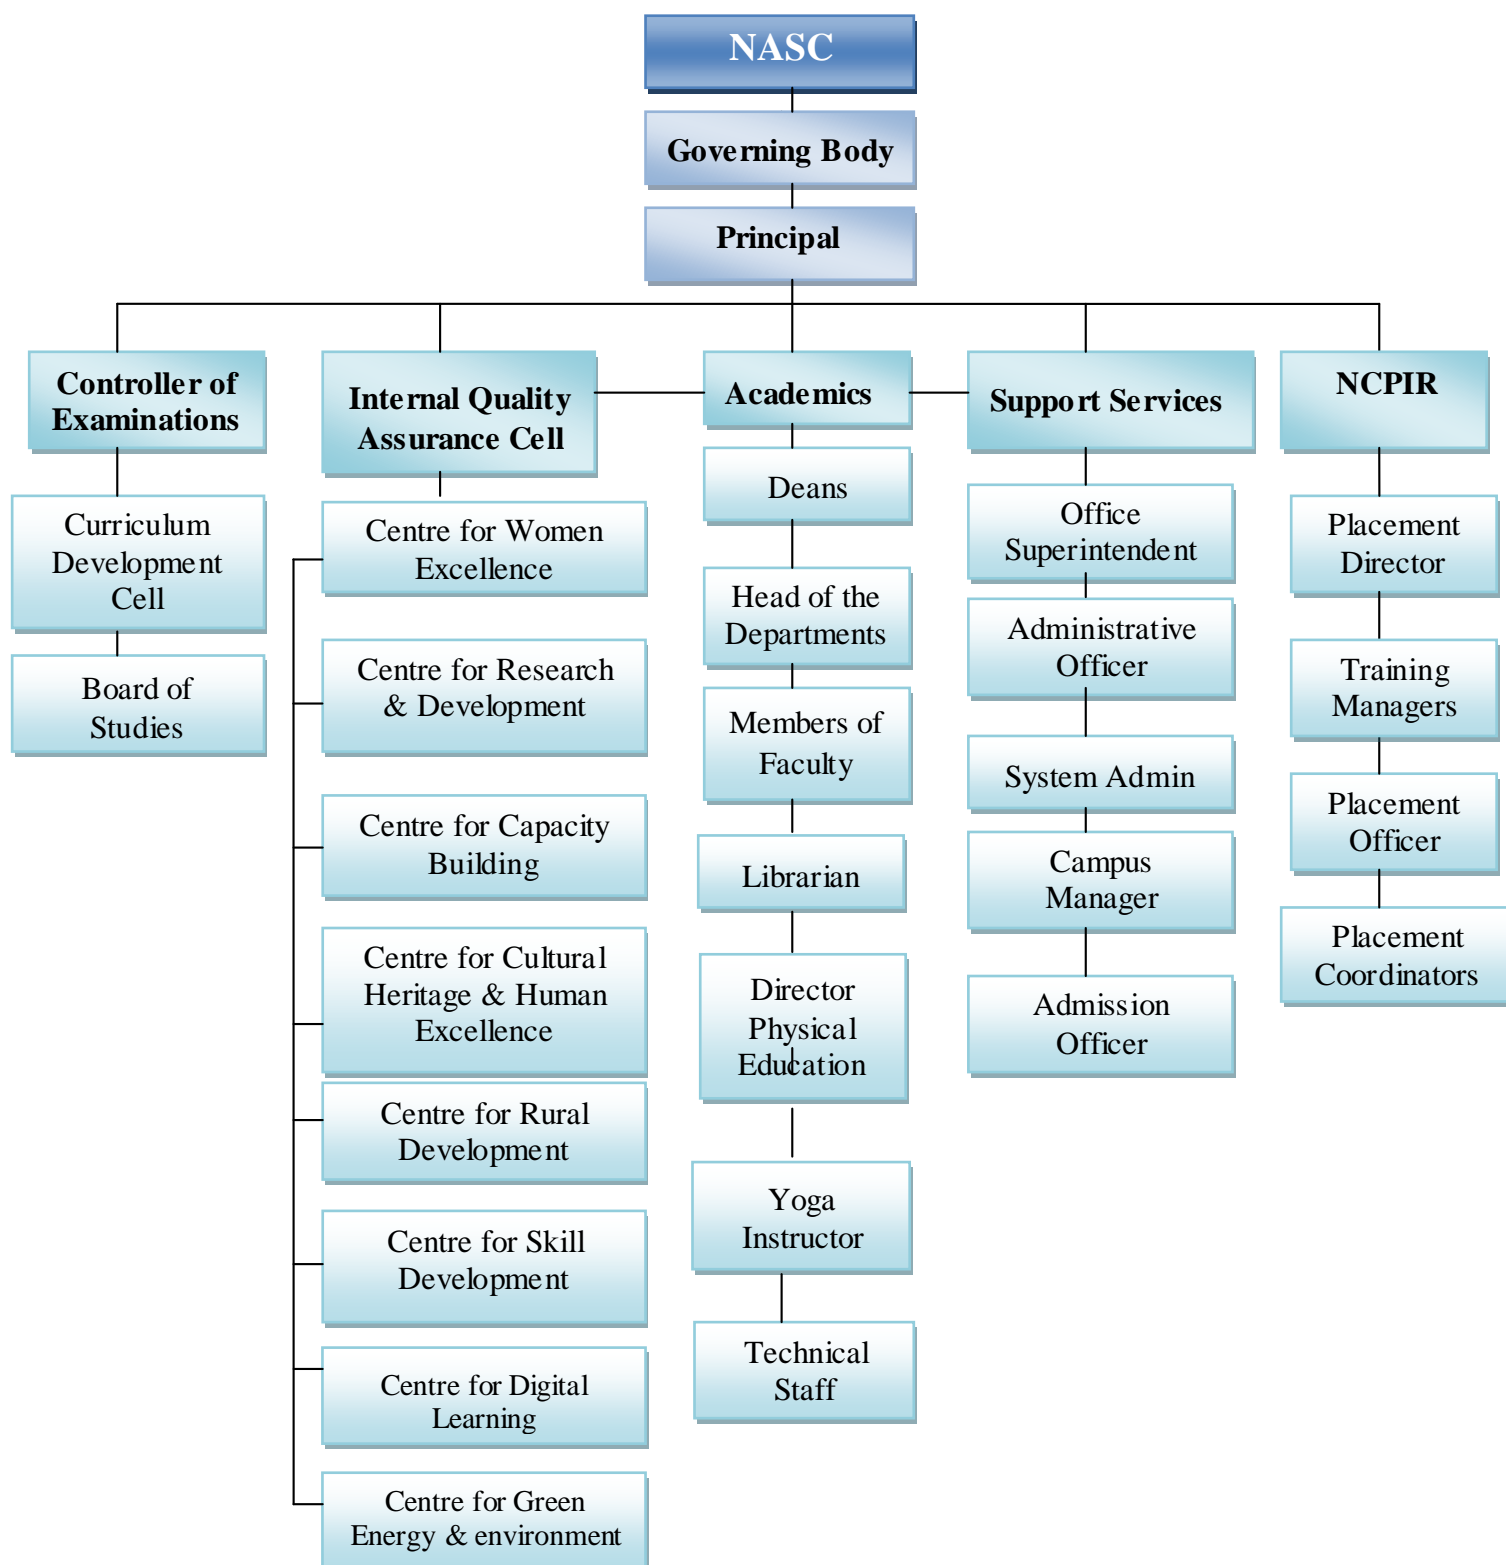 NASC
Governing Body
Principal
Controller of
Examinations
Curriculum
Development
Cell
Board of
Studies
Internal Quality
Assurance Cell
Centre for Women
Excellence
Centre for Research
& Development
Centre for Capacity
Building
Centre for Cultural
Heritage & Human
Excellence
Centre for Rural
Development
Centre for Skill
Development
Centre for Digital
Learning
Centre for Green
Energy & environment
Academics
Deans
Head of the
Departments
Members of
Faculty
Librarian
Director
Physical
Education
Yoga
Instructor
Technical
Staff
Support Services
Office
Superintendent
Administrative
Officer
System Admin
Campus
Manager
Admission
Officer
NCPIR
Placement
Director
Training
Managers
Placement
Officer
Placement
Coordinators